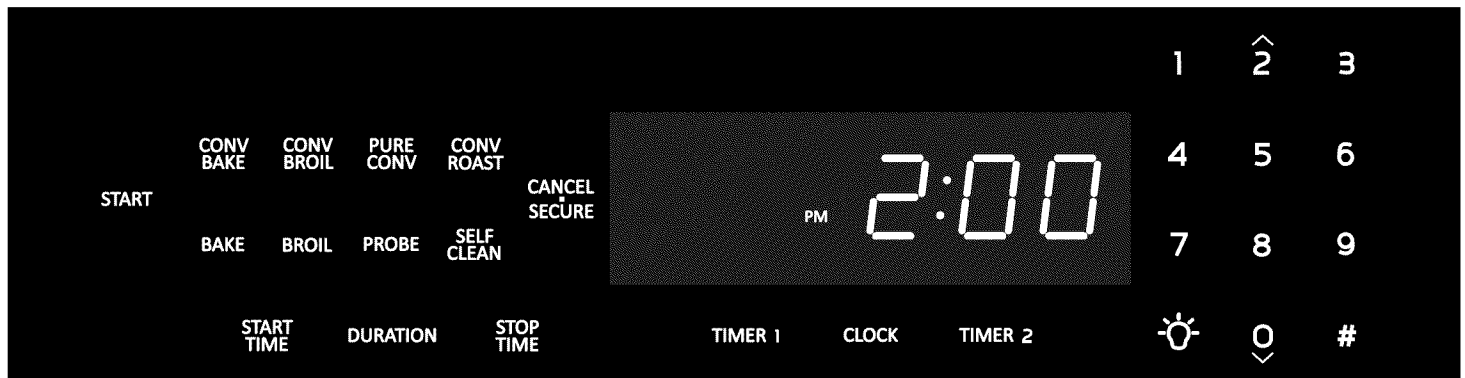 1 2 3
CONV CONV PURE CONV
BAKE BROIL CONV ROAST
4 5 6
START
CANCEL
SECURE
PM 2:00
BAKE BROIL PROBE SELF
CLEAN
7 8 9
START
TIME
DURATION
STOP
TIME
TIMER 1 CLOCK TIMER 2
0 #